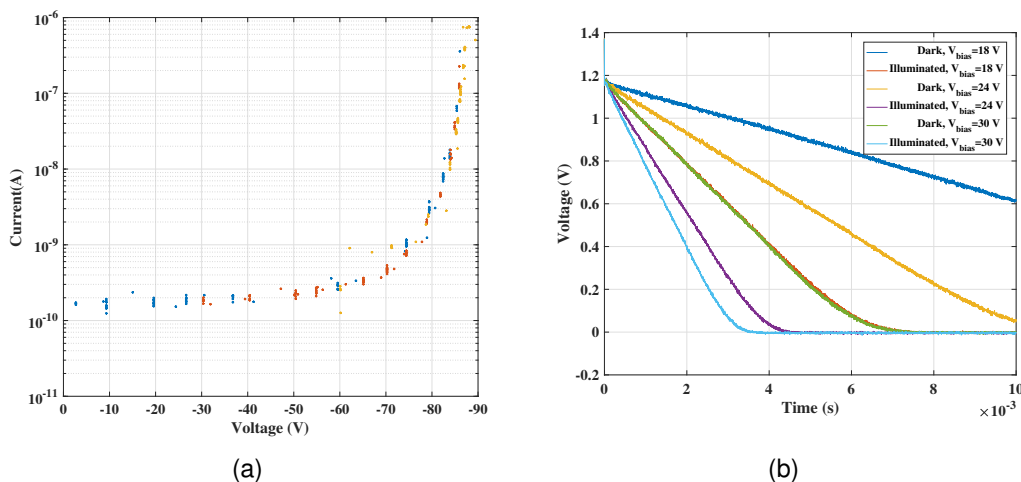 10^-6
10^-7
10^-8
10^-9
10^-10
10^-11
Current(A)
0 -10 -20 -30 -40 -50 -60 -70 -80 -90
Voltage (V)
(a)
1.4
1.2
1
0.8
0.6
0.4
0.2
0
-0.2
Voltage (V)
Dark, V_bias=18 V
Illuminated, V_bias=18 V
Dark, V_bias=24 V
Illuminated, V_bias=24 V
Dark, V_bias=30 V
Illuminated, V_bias=30 V
0 2 4 6 8 10
Time (s)
×10^-3
(b)